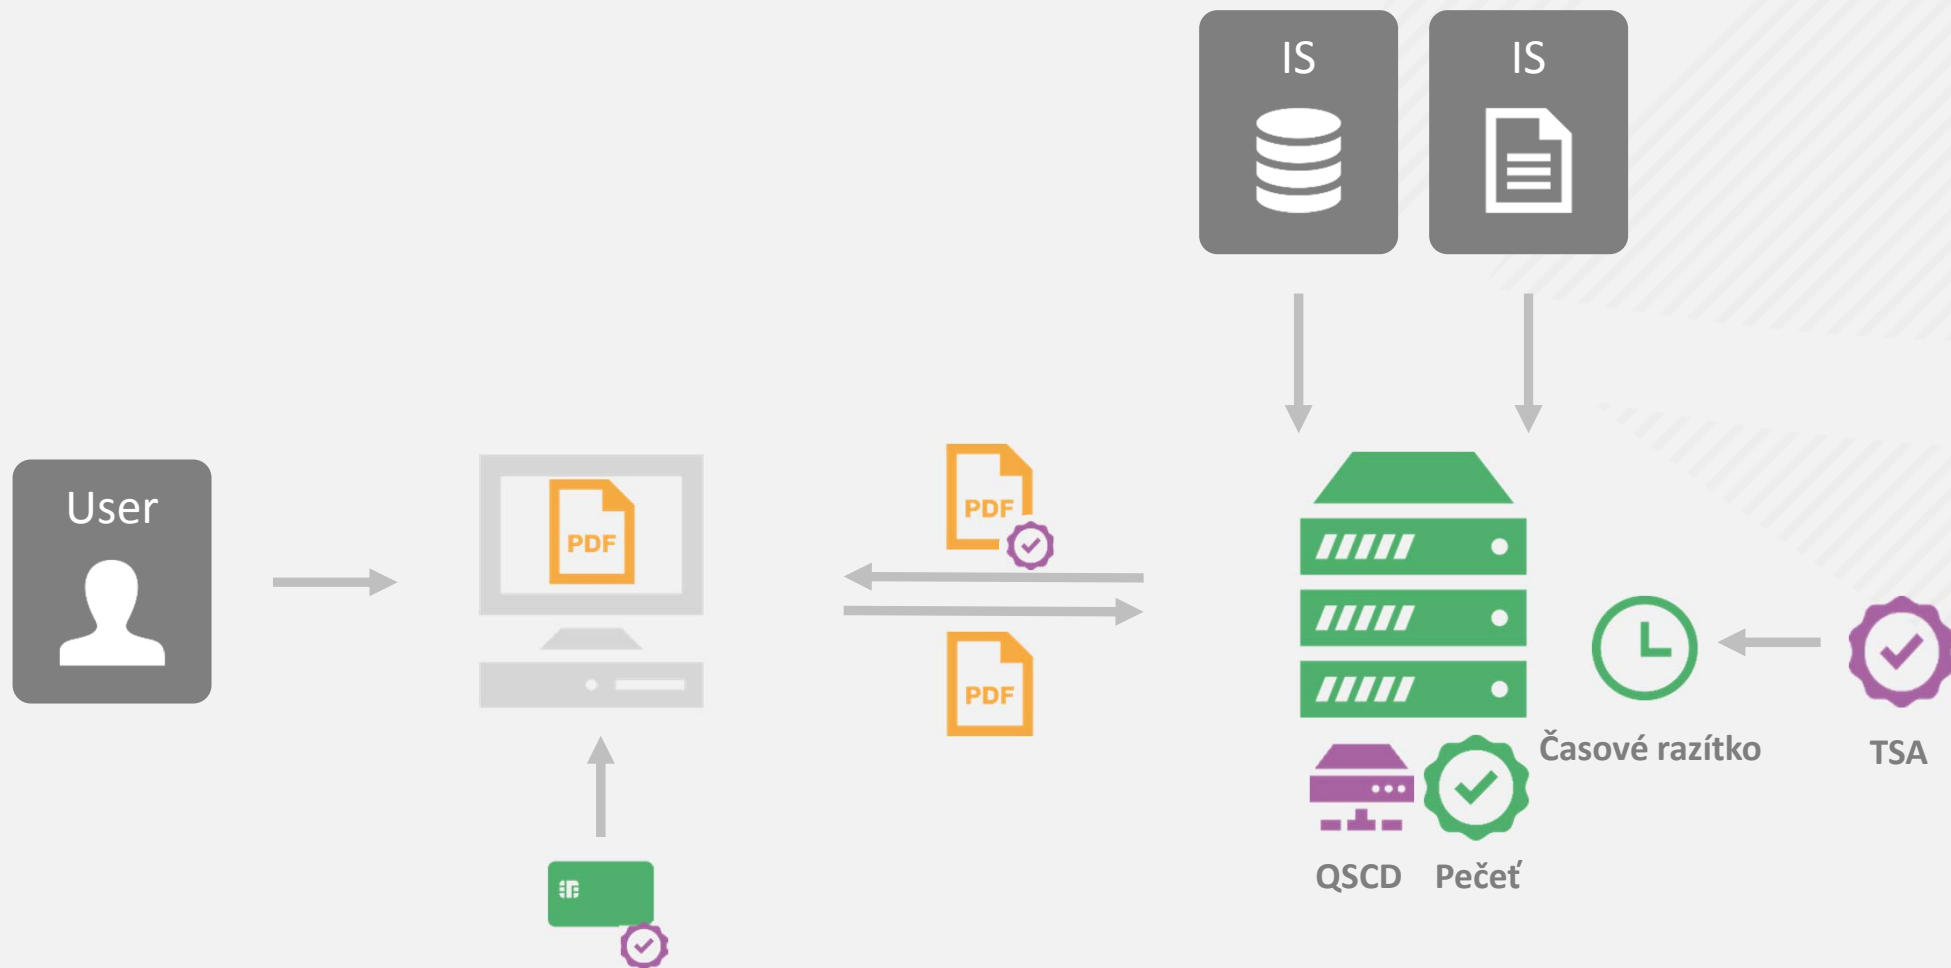 IS
IS
User
PDF
PDF
PDF
Časové razítko
TSA
QSCD
Pečeť